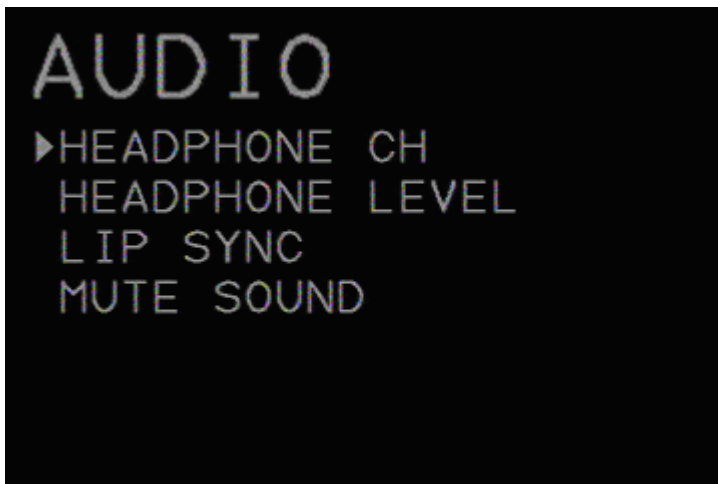 AUDIO
▶HEADPHONE CH
HEADPHONE LEVEL
LIP SYNC
MUTE SOUND